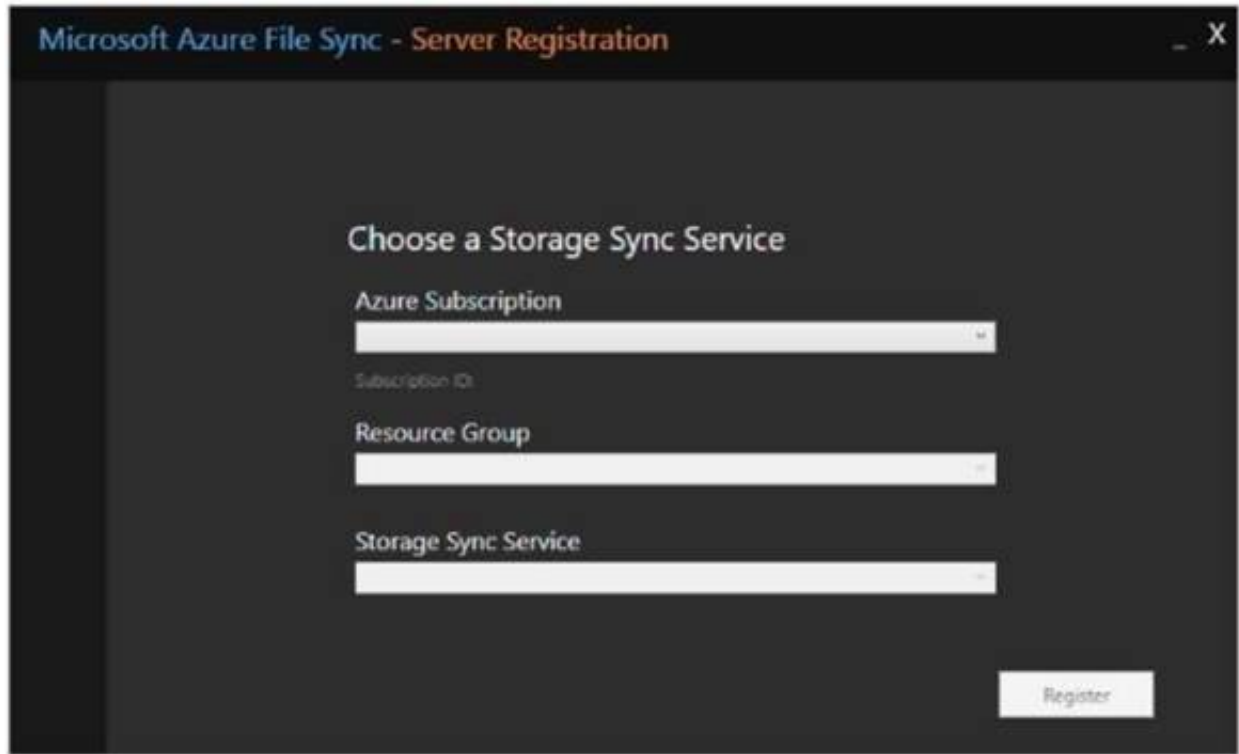 Microsoft Azure File Sync - Server Registration
_ X
Choose a Storage Sync Service
Azure Subscription
Subscription ID:
Resource Group
Storage Sync Service
Register